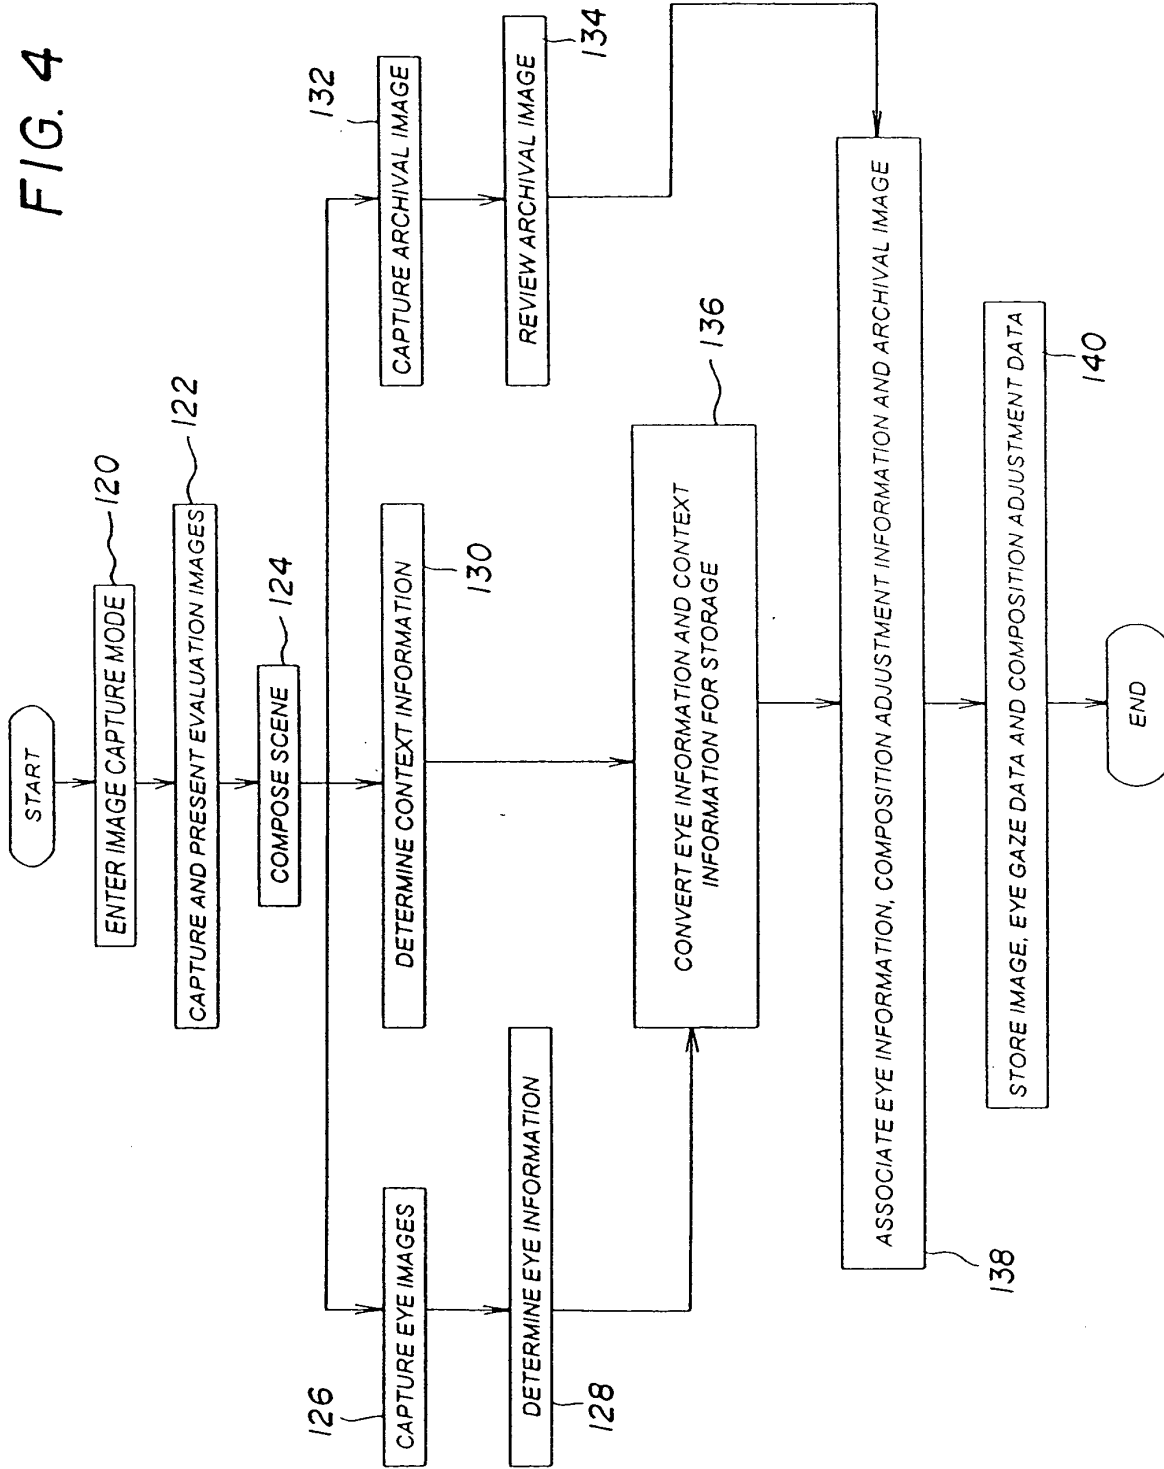 FIG. 4
START
ENTER IMAGE CAPTURE MODE
120
CAPTURE AND PRESENT EVALUATION IMAGES
122
COMPOSE SCENE
124
126
CAPTURE EYE IMAGES
DETERMINE CONTEXT INFORMATION
130
CAPTURE ARCHIVAL IMAGE
132
DETERMINE EYE INFORMATION
128
REVIEW ARCHIVAL IMAGE
134
CONVERT EYE INFORMATION AND CONTEXT
INFORMATION FOR STORAGE
136
ASSOCIATE EYE INFORMATION, COMPOSITION ADJUSTMENT INFORMATION AND ARCHIVAL IMAGE
138
STORE IMAGE, EYE GAZE DATA AND COMPOSITION ADJUSTMENT DATA
140
END